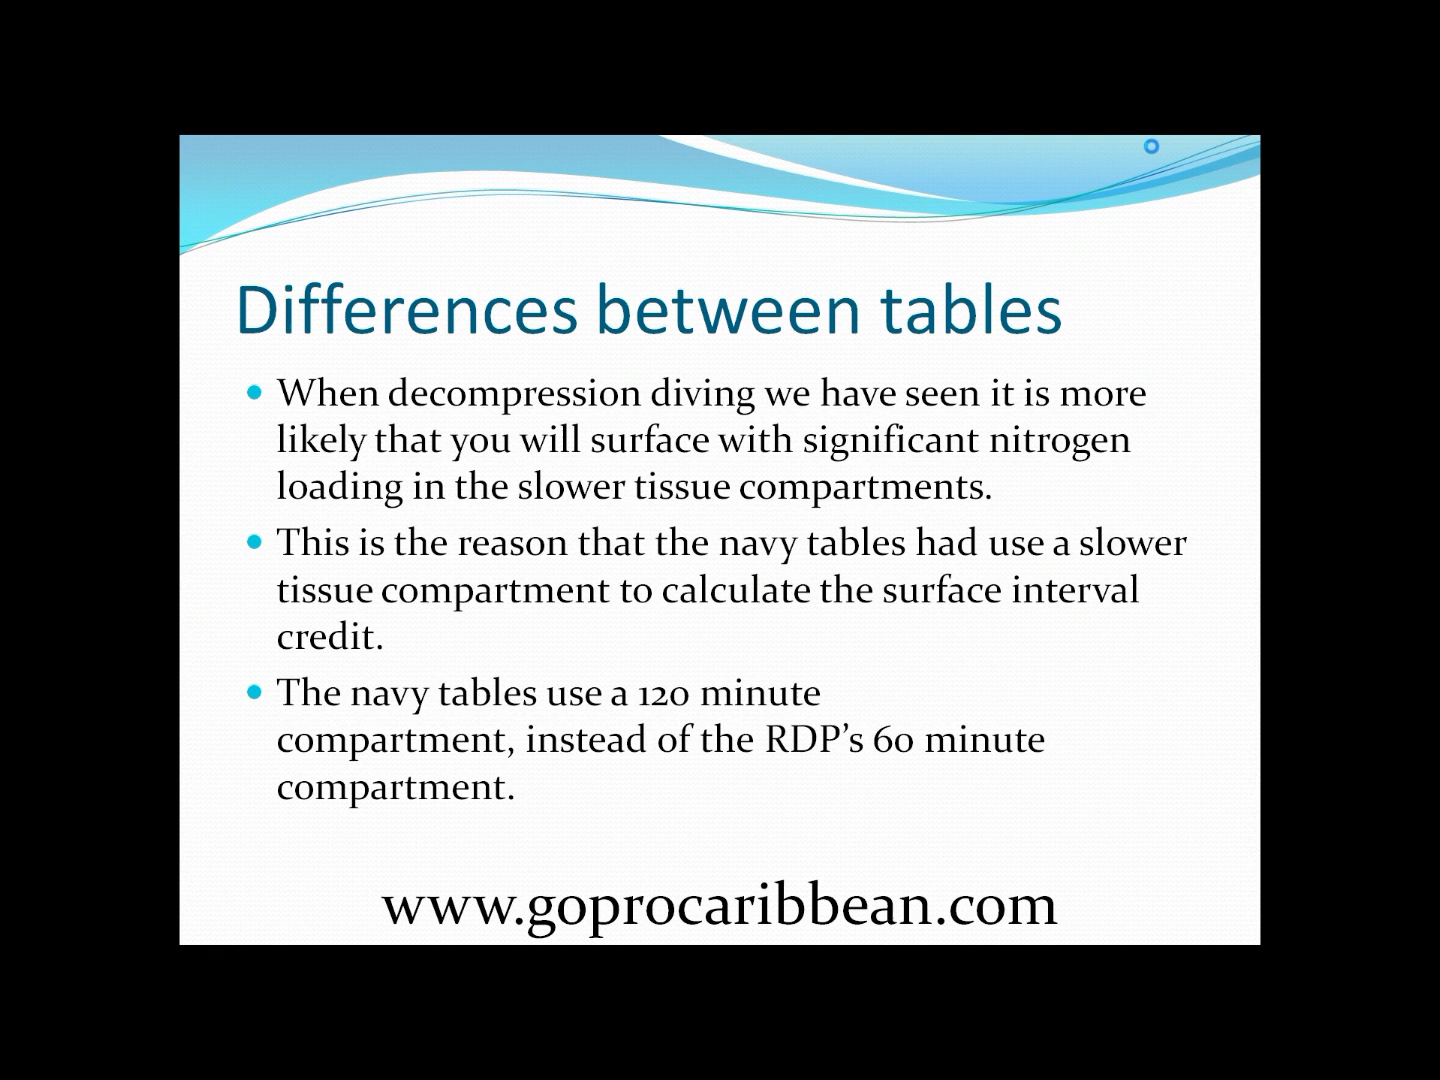 Differences between tables
When decompression diving we have seen it is more
likely that you will surface with significant nitrogen
loading in the slower tissue compartments.
This is the reason that the navy tables had use a slower
tissue compartment to calculate the surface interval
credit.
The navy tables use a 120 minute
compartment, instead of the RDP’s 60 minute
compartment.
www.goprocaribbean.com